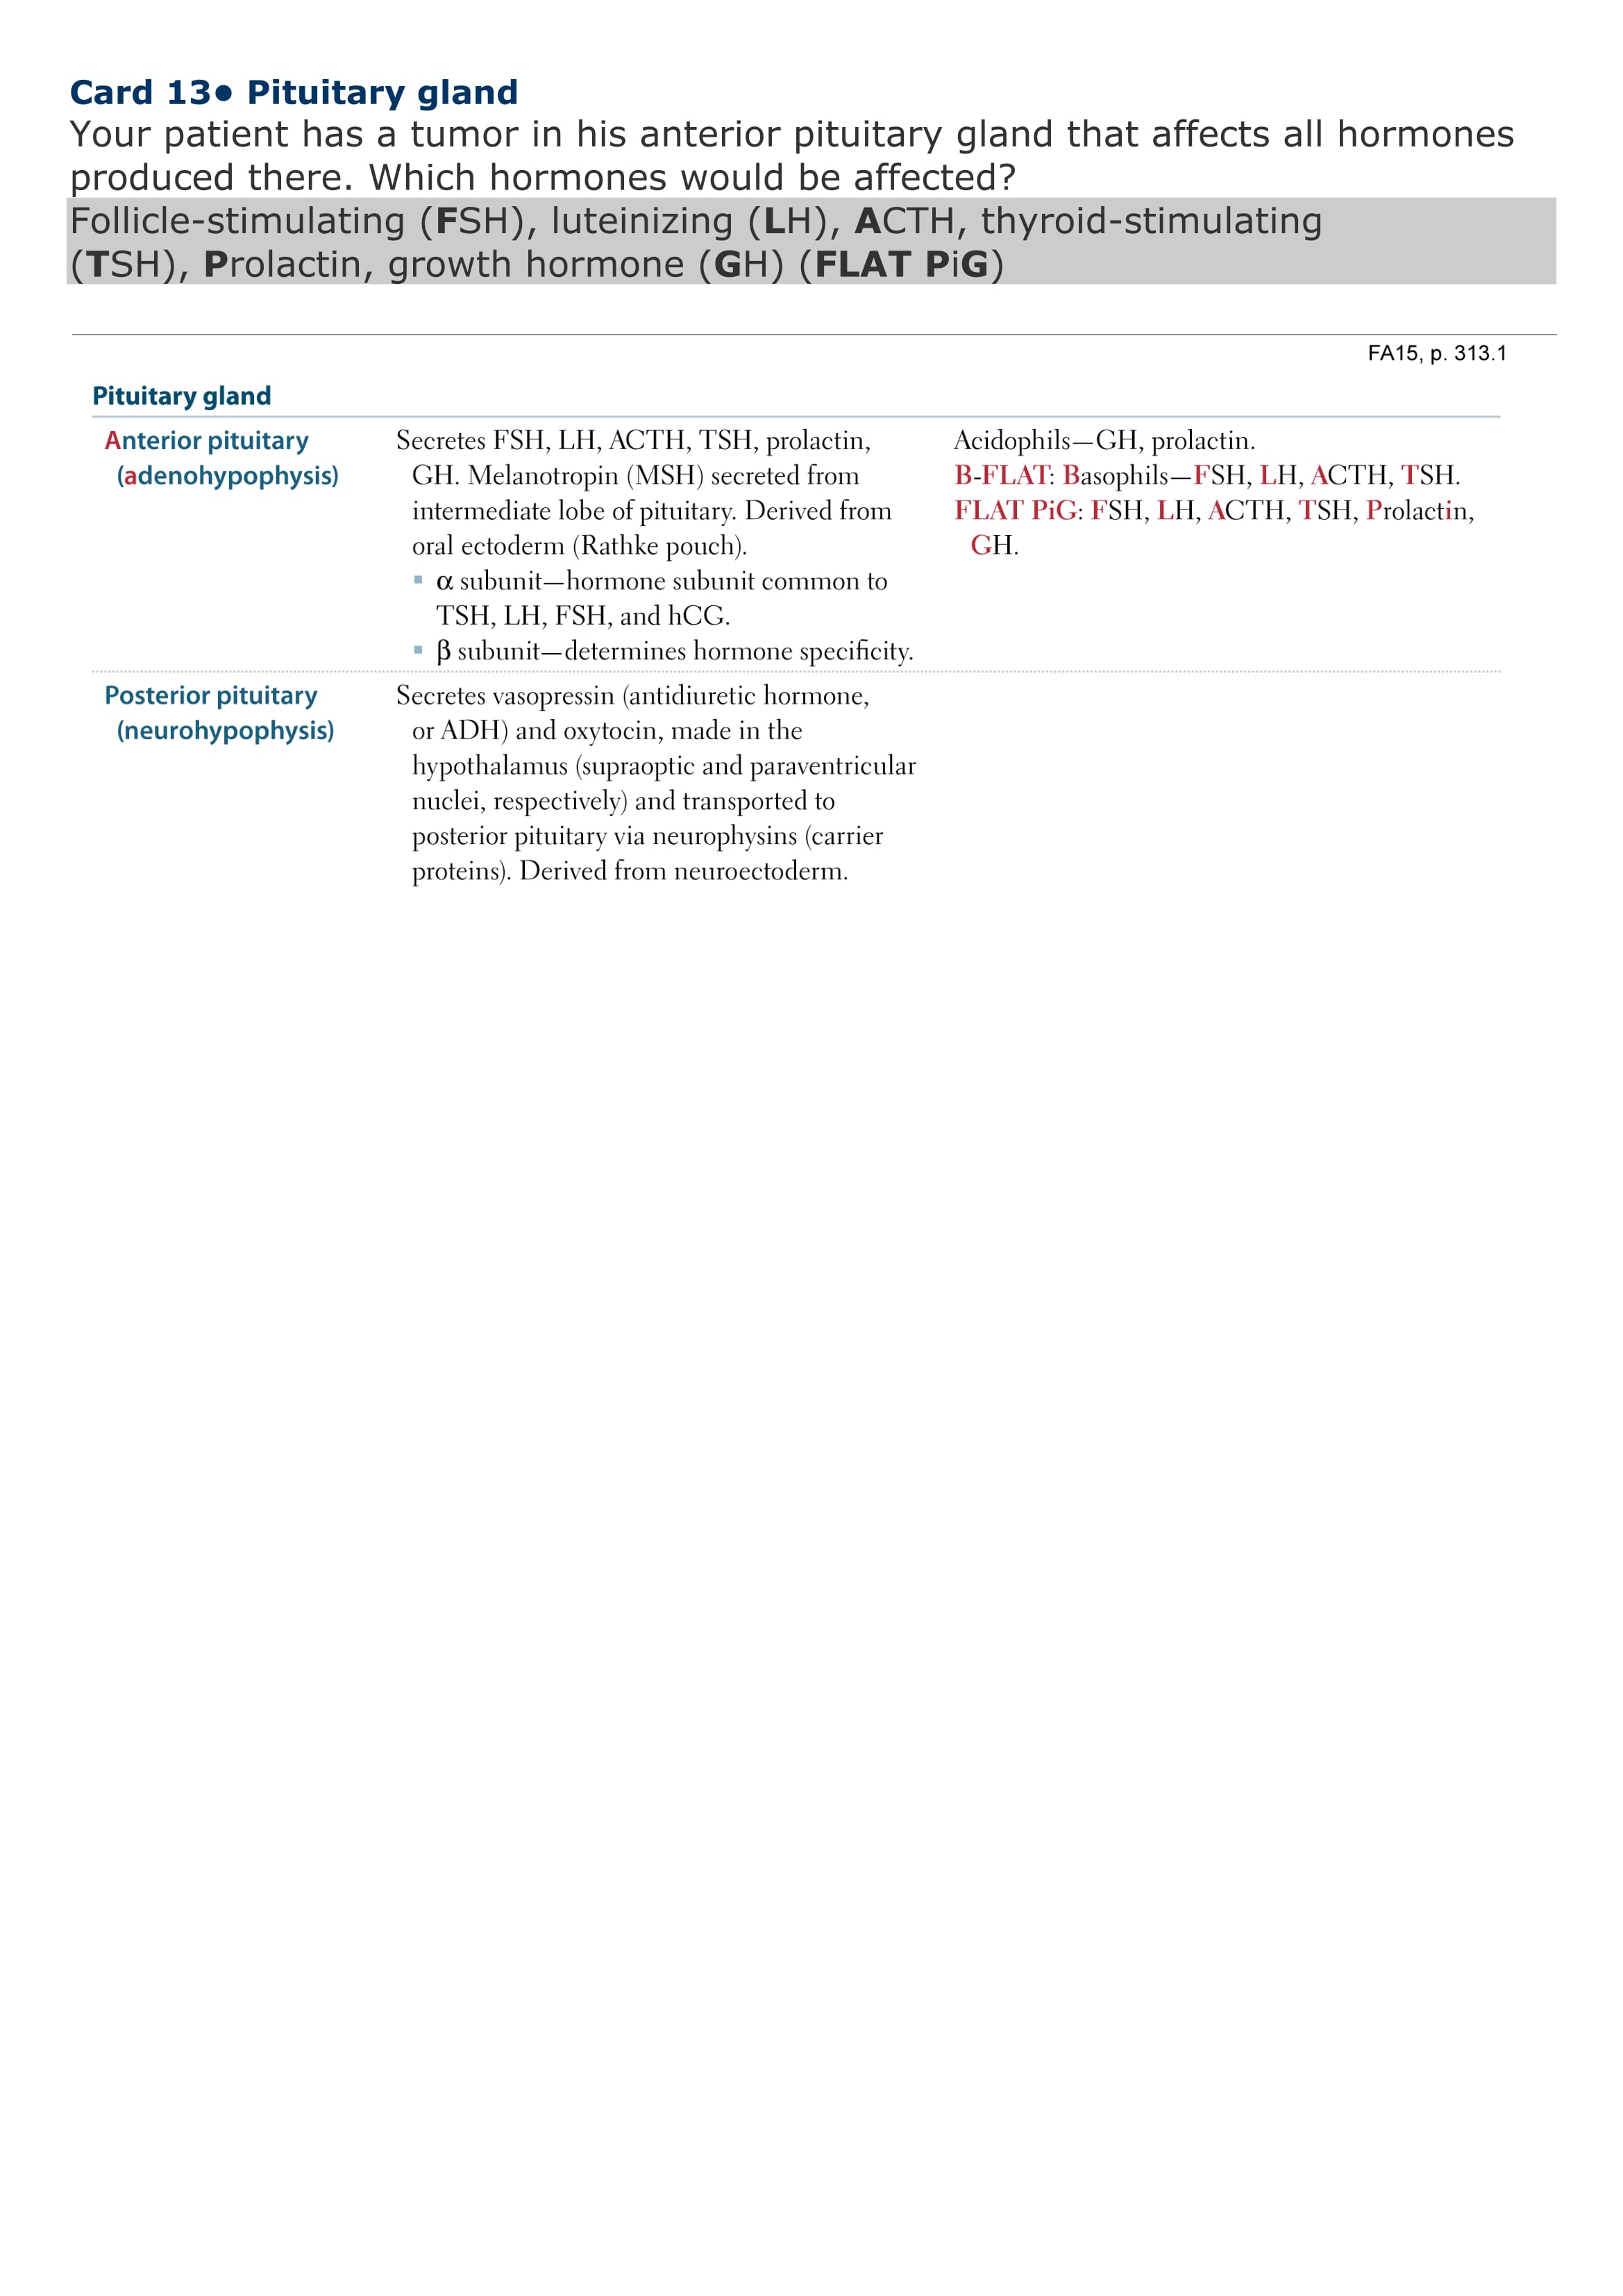 Card 13• Pituitary gland
Your patient has a tumor in his anterior pituitary gland that affects all hormones
produced there. Which hormones would be affected?
Follicle-stimulating (FSH), luteinizing (LH), ACTH, thyroid-stimulating
(TSH), Prolactin, growth hormone (GH) (FLAT PiG)
FA15, p. 313.1
Pituitary gland
Anterior pituitary
(adenohypophysis)
Secretes FSH, LH, ACTH, TSH, prolactin,
GH. Melanotropin (MSH) secreted from
intermediate lobe of pituitary. Derived from
oral ectoderm (Rathke pouch).
▪ α subunit—hormone subunit common to
TSH, LH, FSH, and hCG.
▪ β subunit—determines hormone specificity.
Acidophils—GH, prolactin.
B-FLAT: Basophils—FSH, LH, ACTH, TSH.
FLAT PiG: FSH, LH, ACTH, TSH, Prolactin,
GH.
Posterior pituitary
(neurohypophysis)
Secretes vasopressin (antidiuretic hormone,
or ADH) and oxytocin, made in the
hypothalamus (supraoptic and paraventricular
nuclei, respectively) and transported to
posterior pituitary via neurophysins (carrier
proteins). Derived from neuroectoderm.